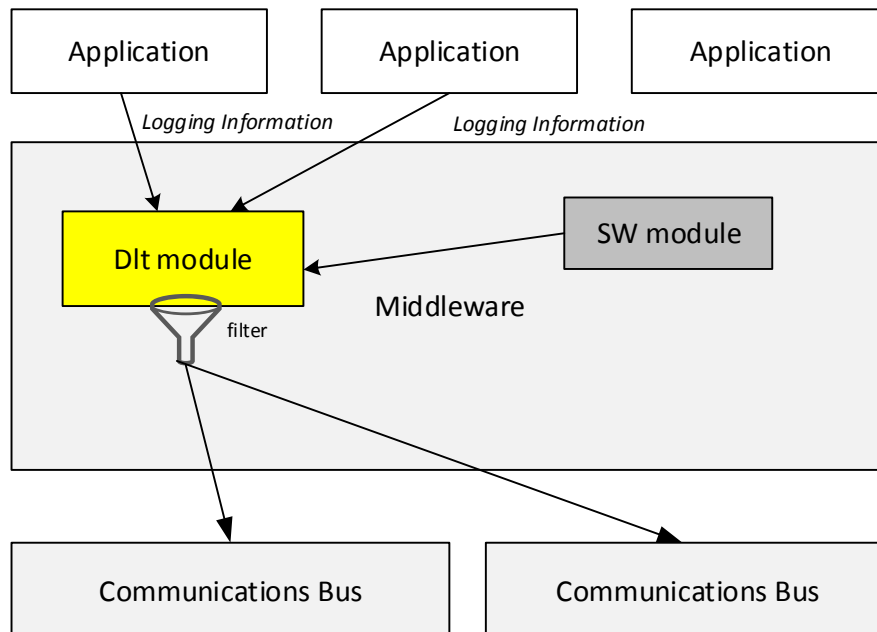 Application
Application
Application
Logging Information
Logging Information
Dlt module
SW module
Middleware
filter
Communications Bus
Communications Bus